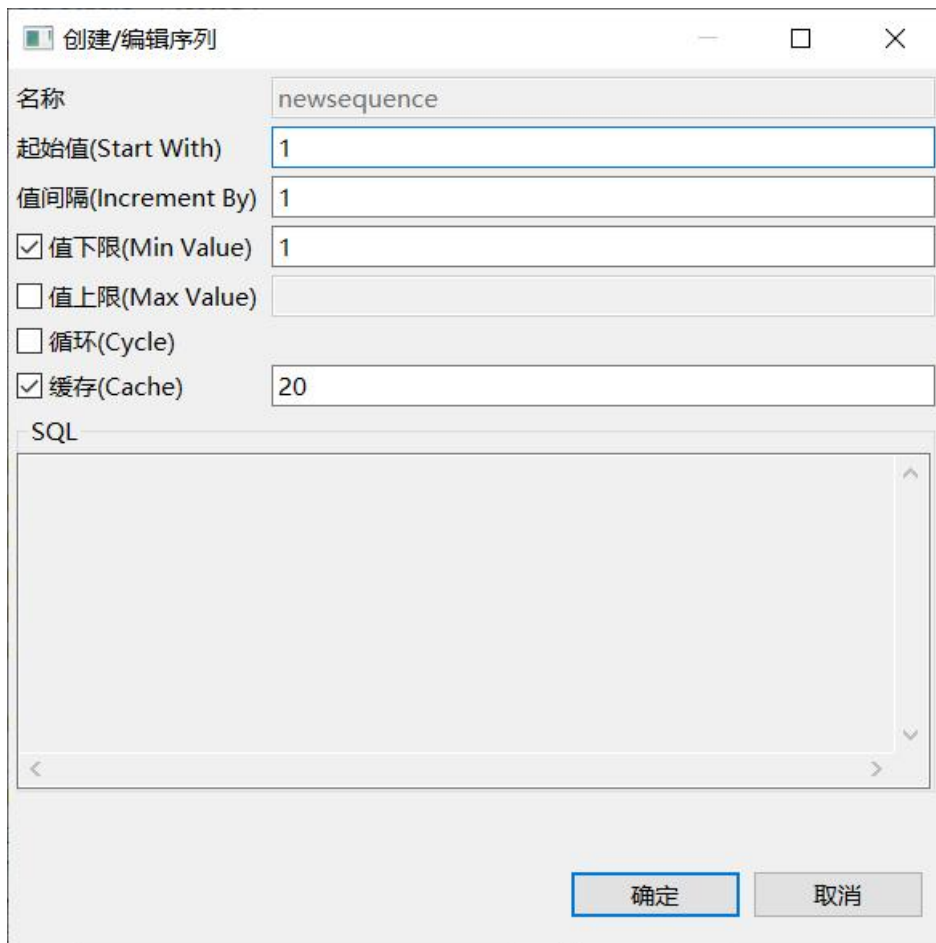 创建/编辑序列
名称 newsequence
起始值(Start With) 1
值间隔(Increment By) 1
值下限(Min Value) 1
值上限(Max Value)
循环(Cycle)
缓存(Cache) 20
SQL
确定 取消